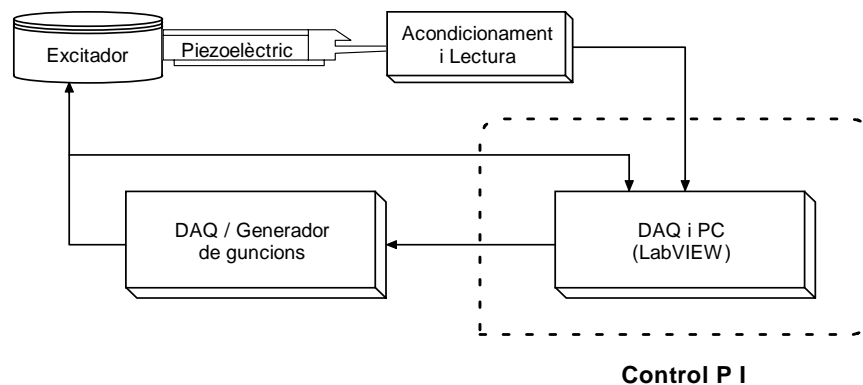 Excitador
Piezoelèctric
Acondicionament
i Lectura
DAQ / Generador
de guncions
DAQ i PC
(LabVIEW)
Control P I